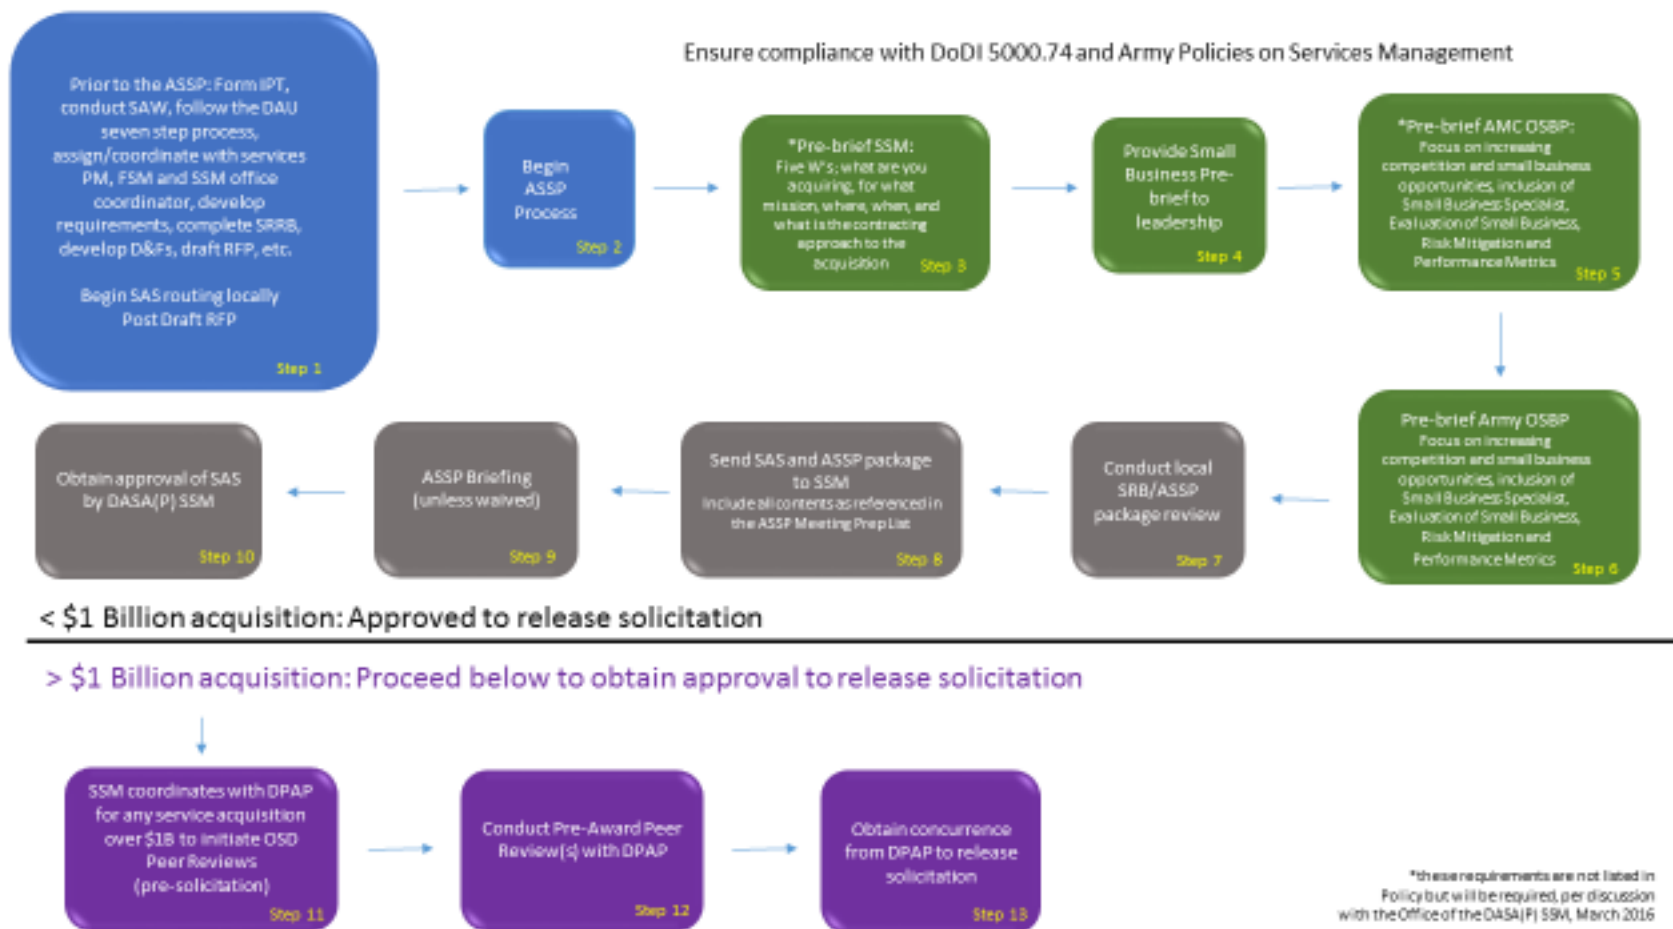 Ensure compliance with DoDI 5000.74 and Army Policies on Services Management
Prior to the ASSP: Form IPT,
conduct SAW, follow the DAU
seven step process,
assign/coordinate with services
PM, FSM and SSM office
coordinator, develop
requirements, complete SRRB,
develop D&Fs, draft RFP, etc.
Begin SAS routing locally
Post Draft RFP
Step 1
Begin
ASSP
Process
Step 2
*Pre-brief SSM:
Five W's; what are you
acquiring, for what
mission, where, when, and
what is the contracting
approach to the
acquisition
Step 3
Provide Small
Business Pre-
brief to
leadership
Step 4
*Pre-brief AMC OSBP:
Focus on increasing
competition and small business
opportunities, inclusion of
Small Business Specialist,
Evaluation of Small Business,
Risk Mitigation and
Performance Metrics
Step 5
Pre-brief Army OSBP
Focus on increasing
competition and small business
opportunities, inclusion of
Small Business Specialist,
Evaluation of Small Business,
Risk Mitigation and
Performance Metrics
Step 6
Conduct local
SRB/ASSP
package review
Step 7
Send SAS and ASSP package
to SSM
Include all contents as referenced in
the ASSP Meeting Prep List
Step 8
ASSP Briefing
(unless waived)
Step 9
Obtain approval of SAS
by DASA(P) SSM
Step 10
< $1 Billion acquisition: Approved to release solicitation
> $1 Billion acquisition: Proceed below to obtain approval to release solicitation
SSM coordinates with DPAP
for any service acquisition
over $1B to initiate OSD
Peer Reviews
(pre-solicitation)
Step 11
Conduct Pre-Award Peer
Review(s) with DPAP
Step 12
Obtain concurrence
from DPAP to release
solicitation
Step 13
*these requirements are not listed in
Policy but will be required, per discussion
with the Office of the DASA(P) SSM, March 2016